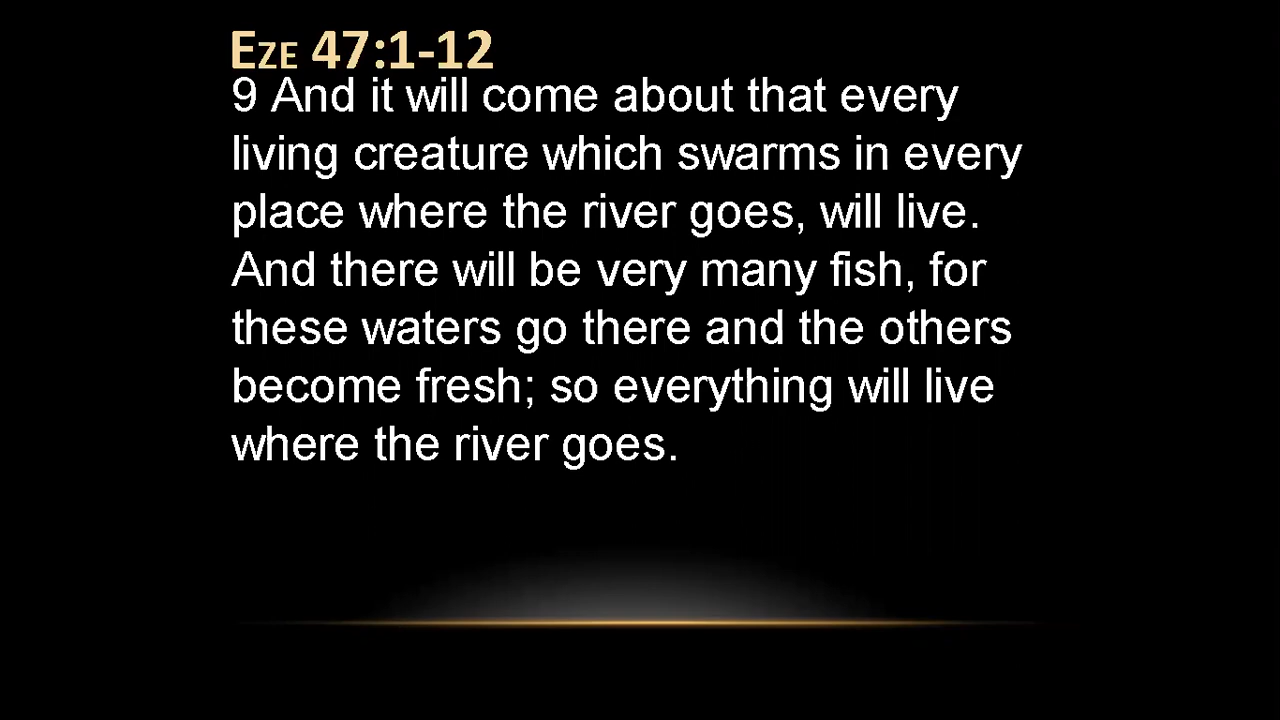 Eze 47:1-12
9 And it will come about that every
living creature which swarms in every
place where the river goes, will live.
And there will be very many fish, for
these waters go there and the others
become fresh; so everything will live
where the river goes.